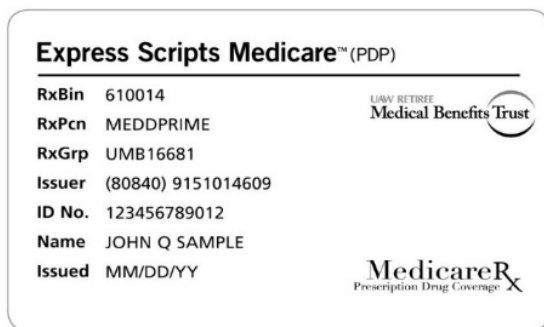 Express Scripts Medicare™ (PDP)
RxBin 610014
RxPcn MEDDPRIME
RxGrp UMB16681
Issuer (80840) 9151014609
ID No. 123456789012
Name JOHN Q SAMPLE
Issued MM/DD/YY
UAW RETIREE
Medical Benefits Trust
MedicareRx
Prescription Drug Coverage